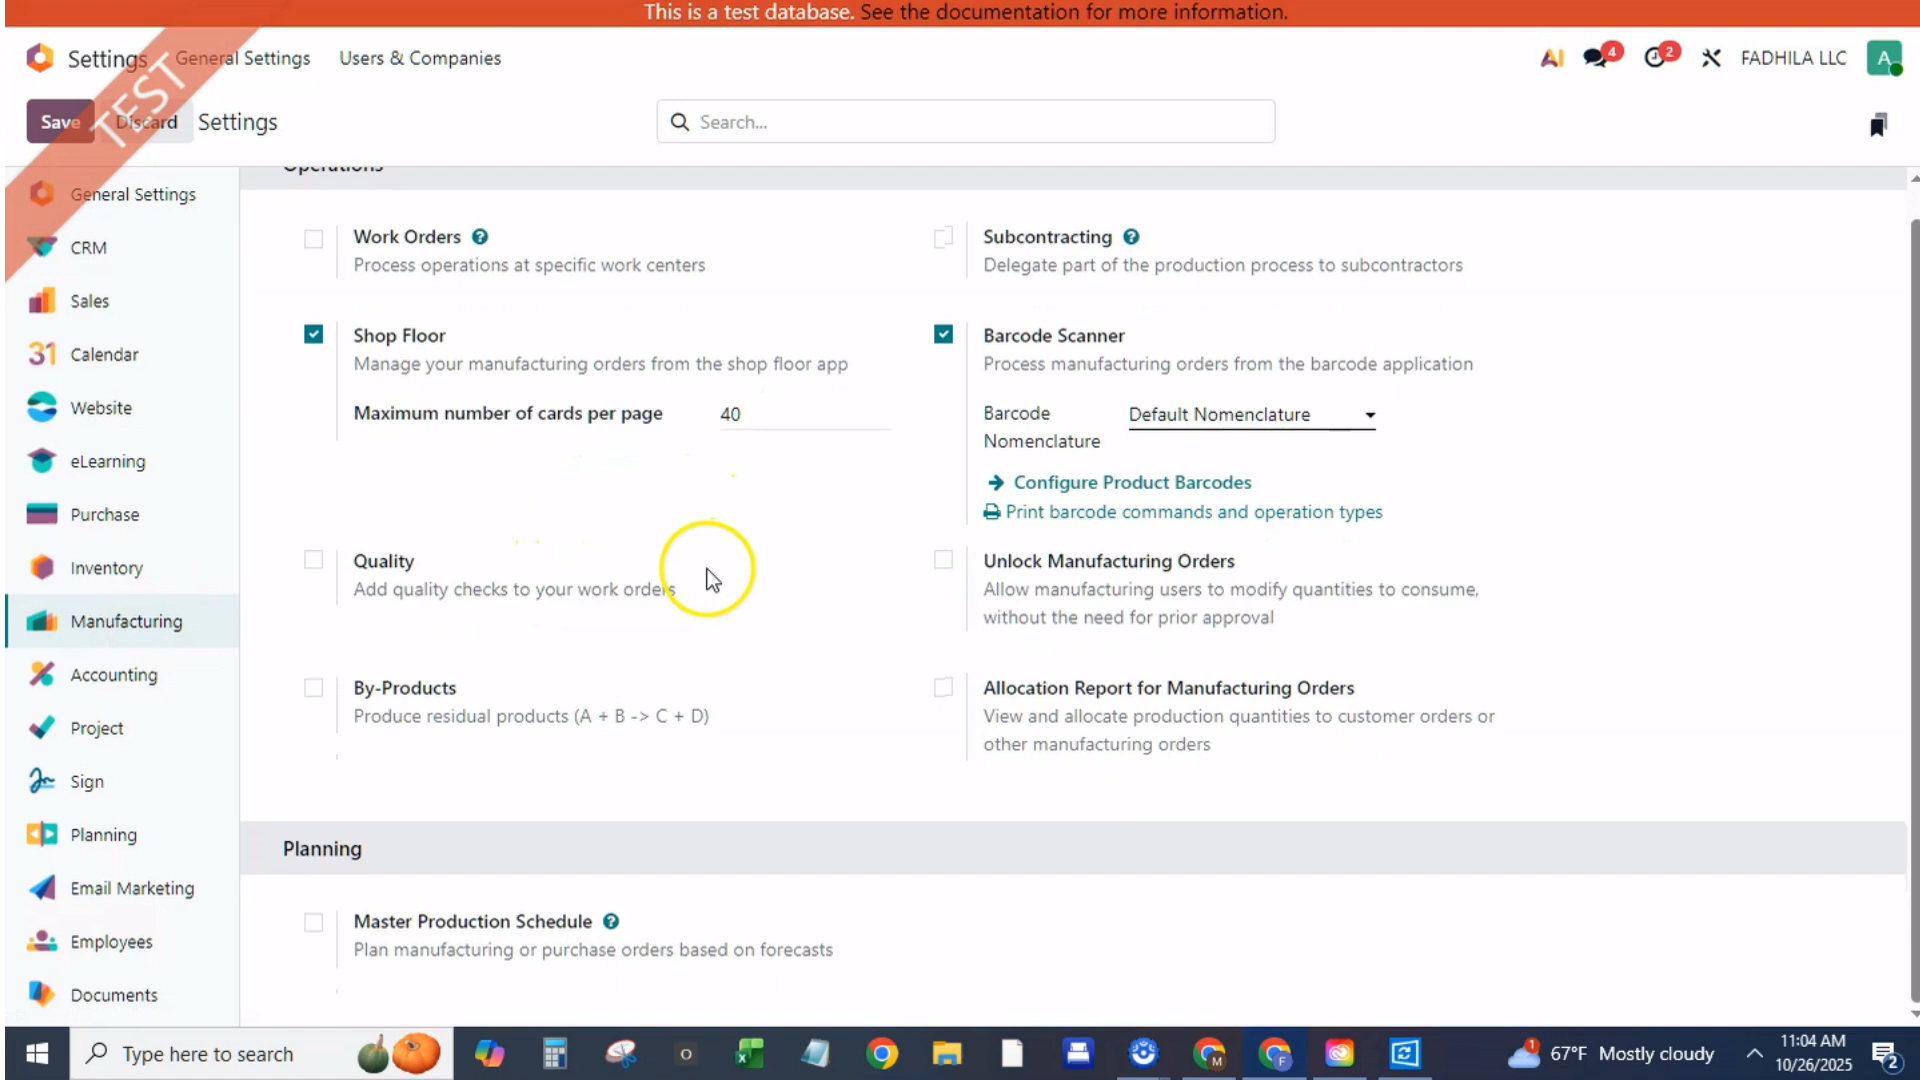 This is a test database. See the documentation for more information.
Settings General Settings Users & Companies
AI 4 2 FADHILA LLC A
Save Discard Settings Search...
TEST
Operations
General Settings
CRM
Sales
31 Calendar
Website
eLearning
Purchase
Inventory
Manufacturing
Accounting
Project
Sign
Planning
Email Marketing
Employees
Documents
Work Orders ?
Process operations at specific work centers
Subcontracting ?
Delegate part of the production process to subcontractors
Shop Floor
Manage your manufacturing orders from the shop floor app
Maximum number of cards per page 40
Barcode Scanner
Process manufacturing orders from the barcode application
Barcode Nomenclature Default Nomenclature
Configure Product Barcodes
Print barcode commands and operation types
Quality
Add quality checks to your work orders
Unlock Manufacturing Orders
Allow manufacturing users to modify quantities to consume,
without the need for prior approval
By-Products
Produce residual products (A + B -> C + D)
Allocation Report for Manufacturing Orders
View and allocate production quantities to customer orders or
other manufacturing orders
Planning
Master Production Schedule ?
Plan manufacturing or purchase orders based on forecasts
Type here to search
67°F Mostly cloudy
11:04 AM
10/26/2025
2